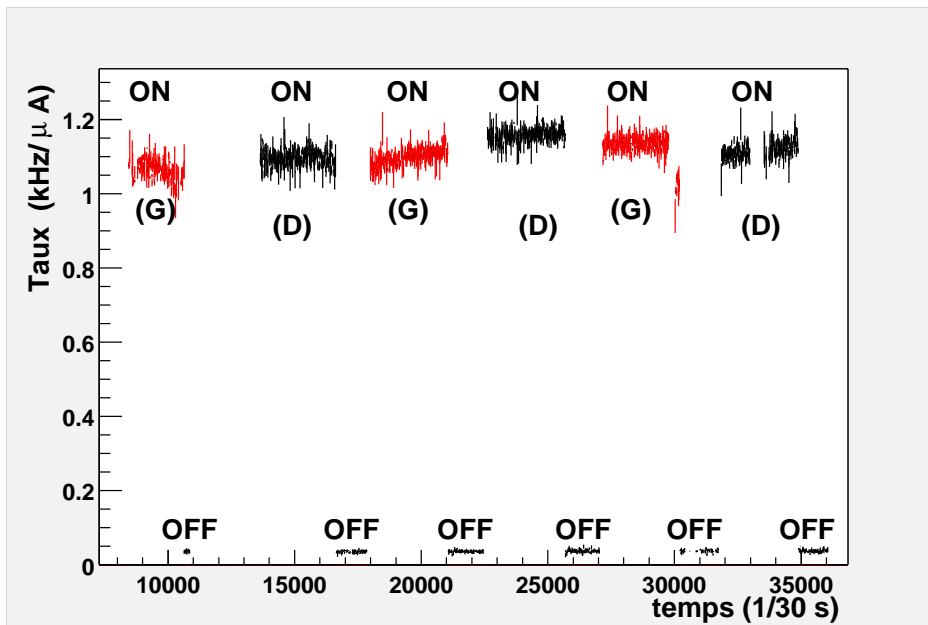 ON ON ON ON ON ON
(G) (D) (G) (D) (G) (D)
OFF OFF OFF OFF OFF OFF
Taux (kHz/μ A)
1.2
1
0.8
0.6
0.4
0.2
0
10000 15000 20000 25000 30000 35000
temps (1/30 s)